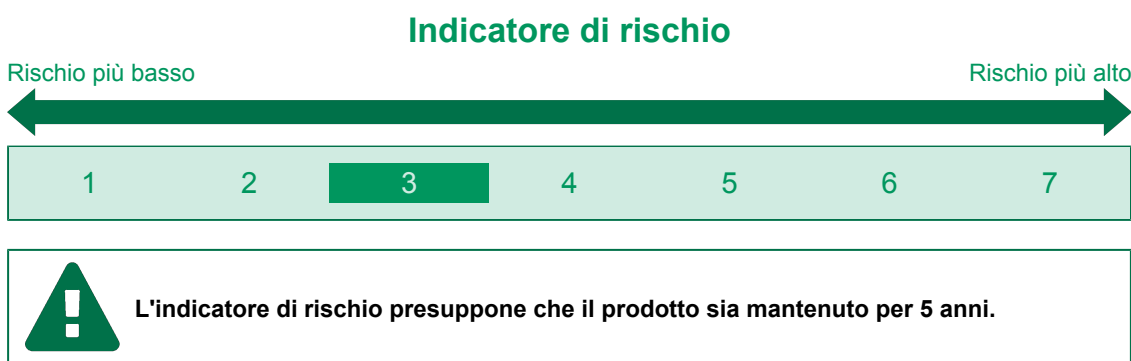 Indicatore di rischio
Rischio più basso Rischio più alto
1 2 3 4 5 6 7
L'indicatore di rischio presuppone che il prodotto sia mantenuto per 5 anni.